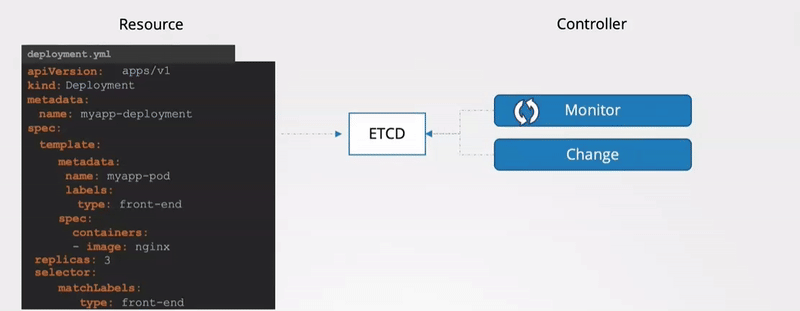 Resource
Controller
deployment.yml
apiVersion: apps/v1
kind: Deployment
metadata:
name: myapp-deployment
spec:
template:
metadata:
name: myapp-pod
labels:
type: front-end
spec:
containers:
- image: nginx
replicas: 3
selector:
matchLabels:
type: front-end
ETCD
Monitor
Change